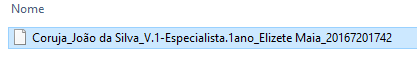 Nome
Coruja_João da Silva_V.1-Especialista.1ano_Elizete Maia_20167201742